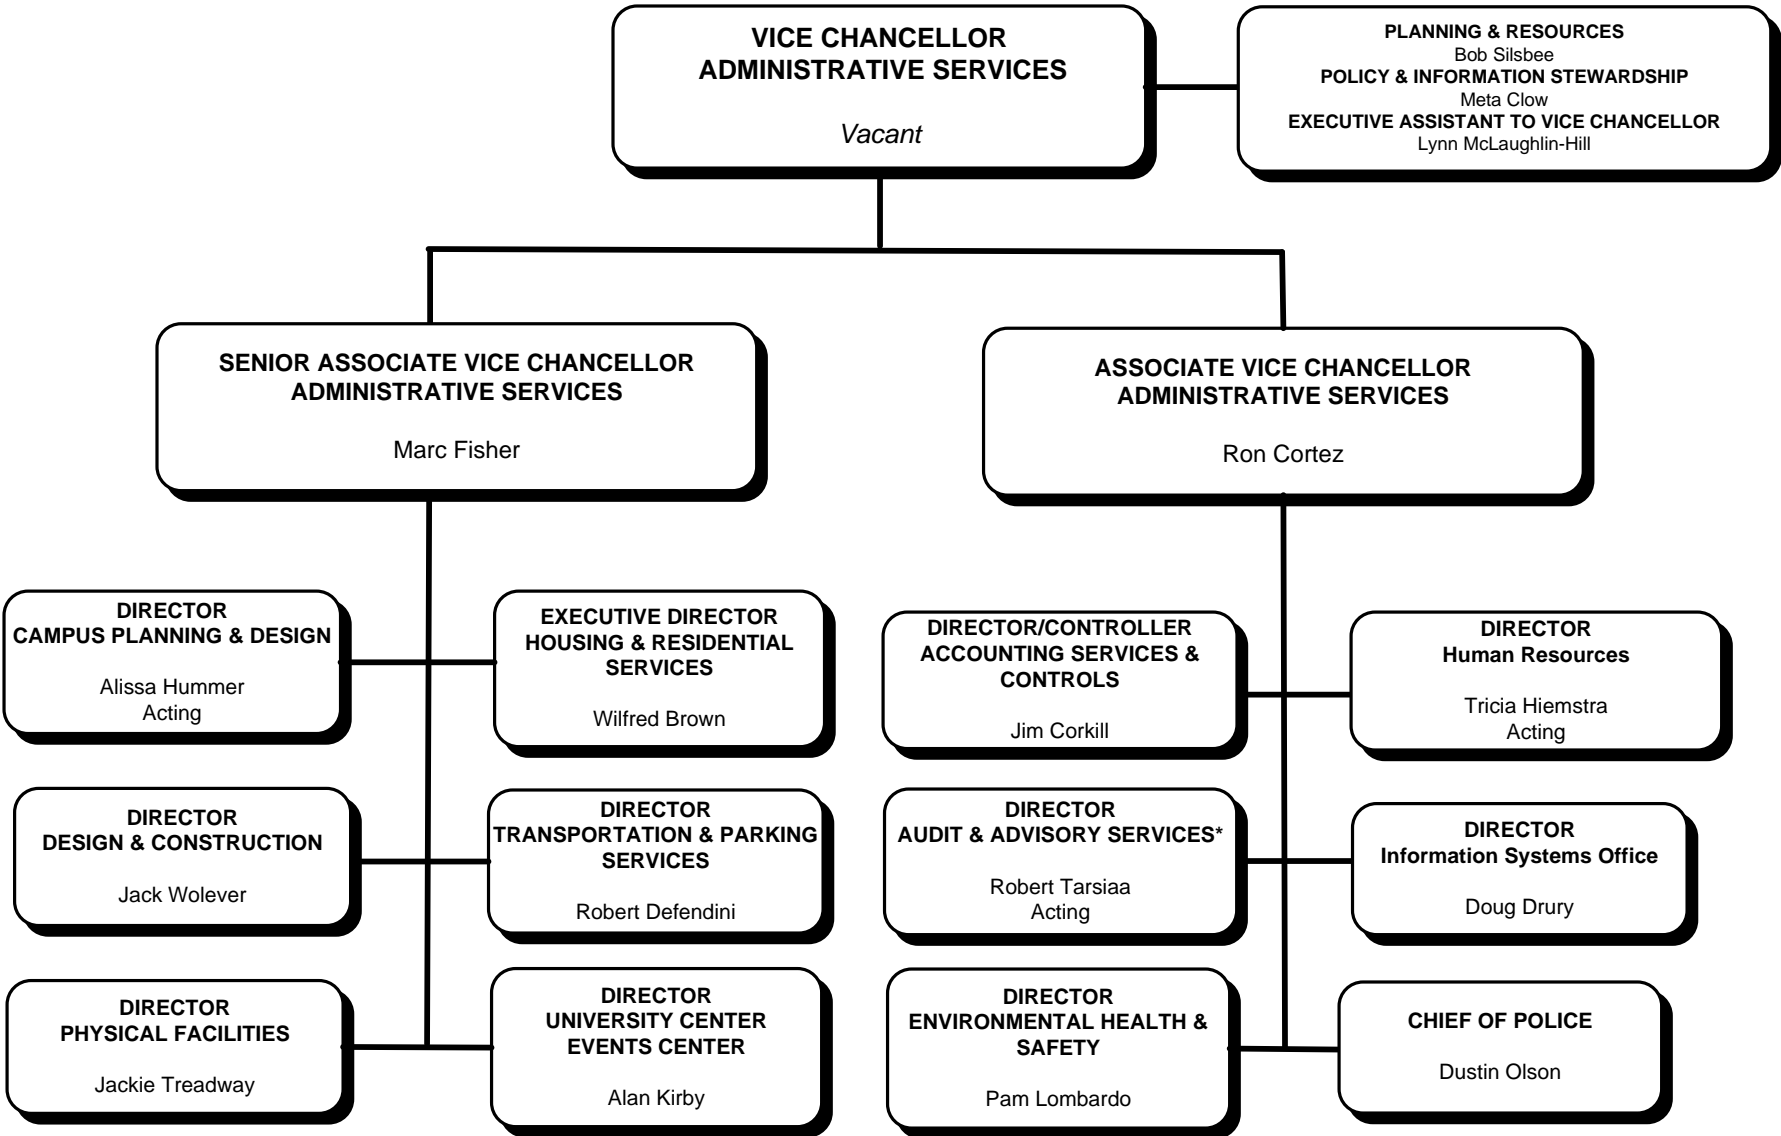 VICE CHANCELLOR
ADMINISTRATIVE SERVICES
Vacant
PLANNING & RESOURCES
Bob Silsbee
POLICY & INFORMATION STEWARDSHIP
Meta Clow
EXECUTIVE ASSISTANT TO VICE CHANCELLOR
Lynn McLaughlin-Hill
SENIOR ASSOCIATE VICE CHANCELLOR
ADMINISTRATIVE SERVICES
Marc Fisher
ASSOCIATE VICE CHANCELLOR
ADMINISTRATIVE SERVICES
Ron Cortez
DIRECTOR
CAMPUS PLANNING & DESIGN
Alissa Hummer
Acting
EXECUTIVE DIRECTOR
HOUSING & RESIDENTIAL
SERVICES
Wilfred Brown
DIRECTOR/CONTROLLER
ACCOUNTING SERVICES &
CONTROLS
Jim Corkill
DIRECTOR
Human Resources
Tricia Hiemstra
Acting
DIRECTOR
DESIGN & CONSTRUCTION
Jack Wolever
DIRECTOR
TRANSPORTATION & PARKING
SERVICES
Robert Defendini
DIRECTOR
AUDIT & ADVISORY SERVICES*
Robert Tarsiaa
Acting
DIRECTOR
Information Systems Office
Doug Drury
DIRECTOR
PHYSICAL FACILITIES
Jackie Treadway
DIRECTOR
UNIVERSITY CENTER
EVENTS CENTER
Alan Kirby
DIRECTOR
ENVIRONMENTAL HEALTH &
SAFETY
Pam Lombardo
CHIEF OF POLICE
Dustin Olson